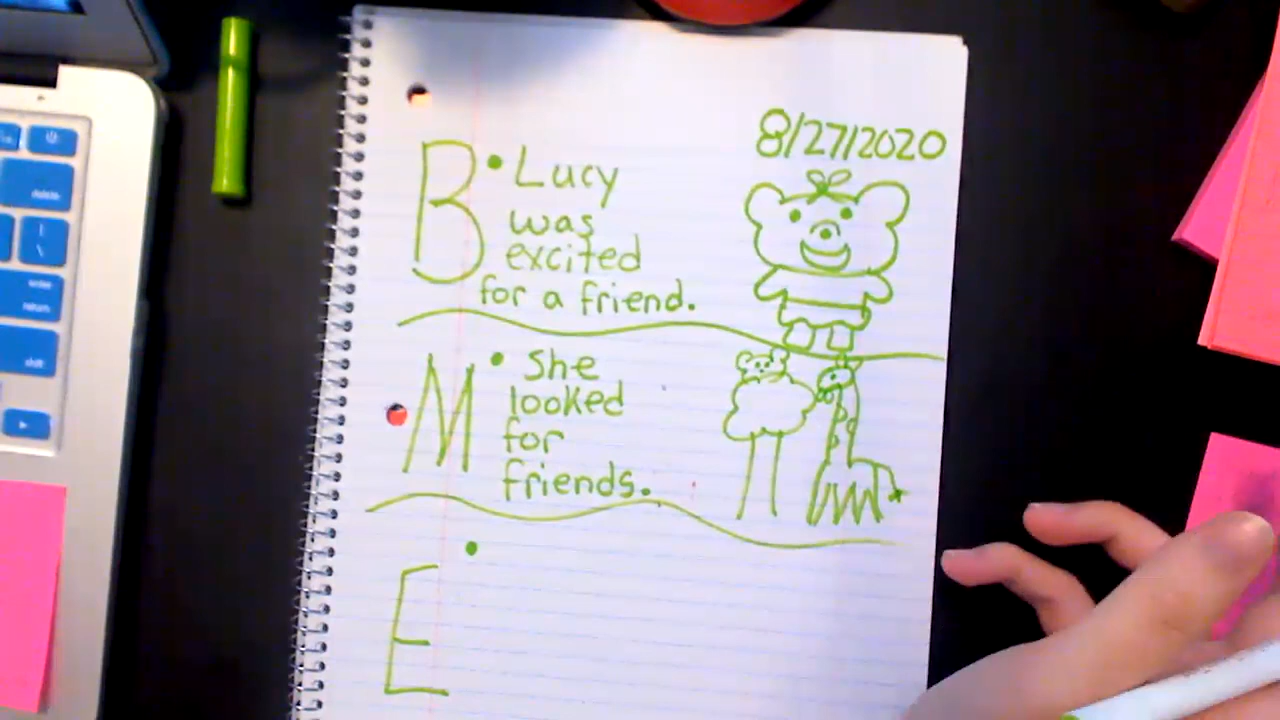 8/27/2020
B • Lucy
was
excited
for a friend.
M • She
looked
for
friends.
E •